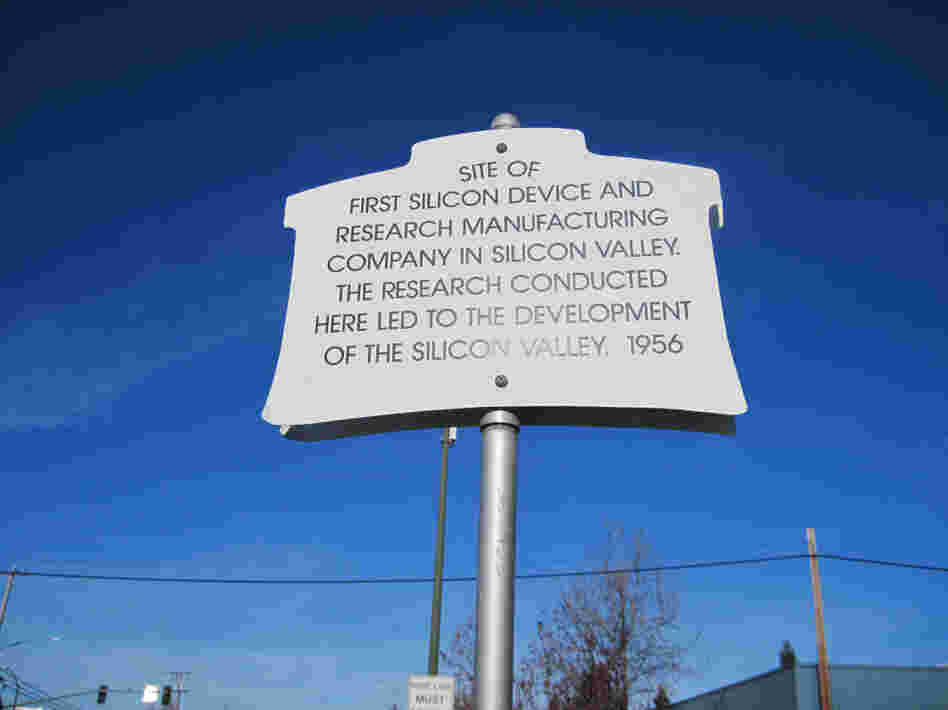 SITE OF
FIRST SILICON DEVICE AND
RESEARCH MANUFACTURING
COMPANY IN SILICON VALLEY.
THE RESEARCH CONDUCTED
HERE LED TO THE DEVELOPMENT
OF THE SILICON VALLEY. 1956
MUST